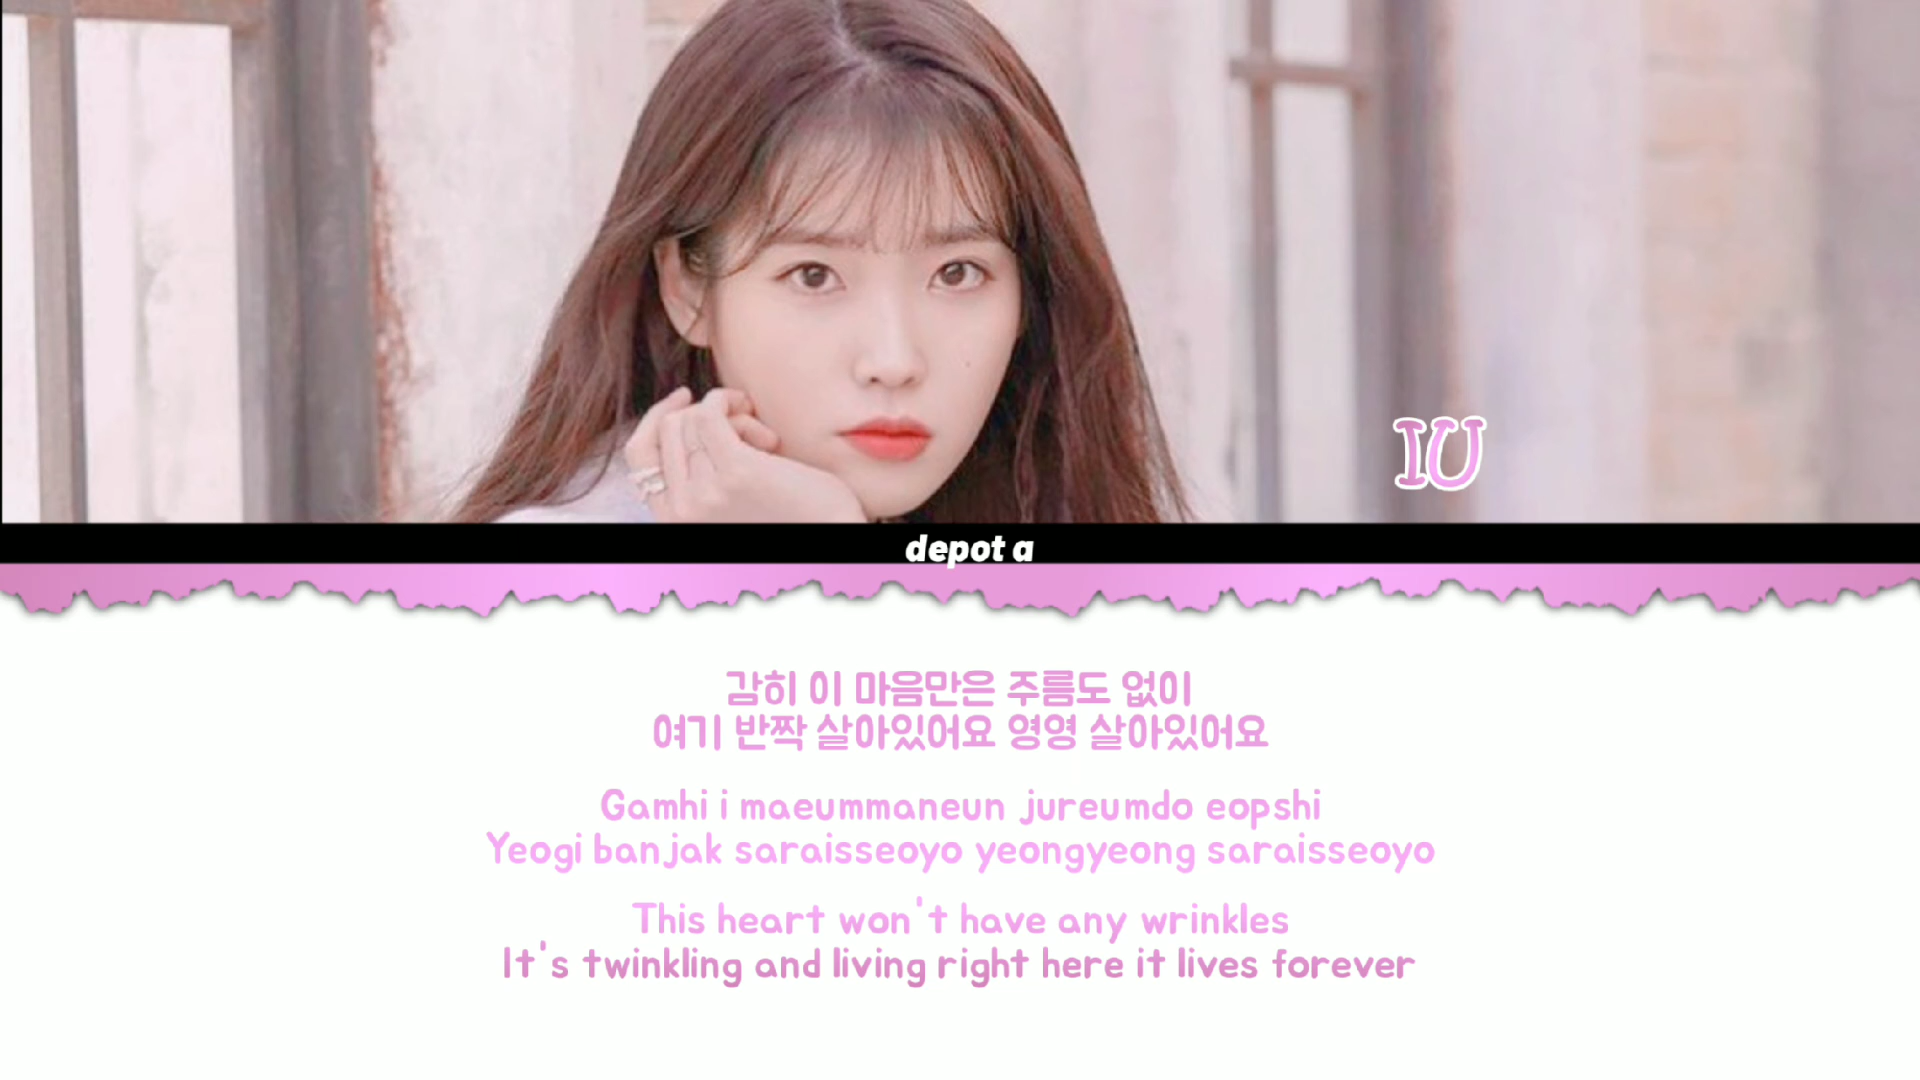 IU
depot a
감히 이 마음만은 주름도 없이
여기 반짝 살아있어요 영영 살아있어요
Gamhi i maeummaneun jureumdo eopshi
Yeogi banjak saraisseoyo yeongyeong saraisseoyo
This heart won't have any wrinkles
It's twinkling and living right here it lives forever